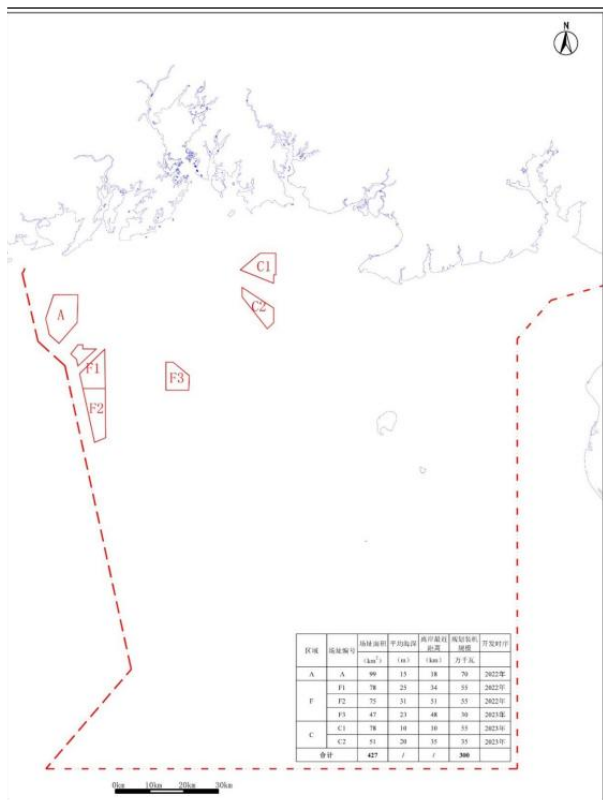 N
C1
A
C2
F1
F3
F2
区域 场址编号 场址面积 平均海深 离岸最近距离 规划装机规模 开发时序
(km²) (m) (km) 万千瓦
A A 99 15 18 70 2022年
F F1 78 25 34 55 2022年
F2 75 31 51 55 2022年
F3 47 23 48 30 2023年
C C1 78 10 10 55 2023年
C2 51 20 35 35 2023年
合计 427 / / 300
0km 10km 20km 30km